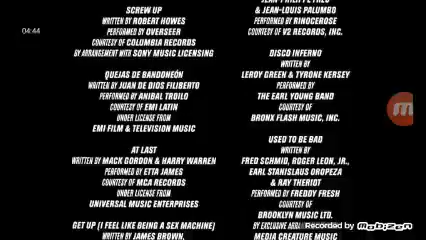 04:44
SCREW UP
WRITTEN BY ROBERT HOWES
PERFORMED BY OVERSEER
COURTESY OF COLUMBIA RECORDS
BY ARRANGEMENT WITH SONY MUSIC LICENSING
QUEJAS DE BANDONEÓN
WRITTEN BY JUAN DE DIOS FILIBERTO
PERFORMED BY ANIBAL TROILO
COURTESY OF EMI LATIN
UNDER LICENSE FROM
EMI FILM & TELEVISION MUSIC
AT LAST
WRITTEN BY MACK GORDON & HARRY WARREN
PERFORMED BY ETTA JAMES
COURTESY OF MCA RECORDS
UNDER LICENSE FROM
UNIVERSAL MUSIC ENTERPRISES
GET UP (I FEEL LIKE BEING A SEX MACHINE)
WRITTEN BY JAMES BROWN,
& JEAN-LOUIS PALUMBO
PERFORMED BY RINOCEROSE
COURTESY OF V2 RECORDS, INC.
DISCO INFERNO
WRITTEN BY
LEROY GREEN & TYRONE KERSEY
PERFORMED BY
THE EARL YOUNG BAND
COURTESY OF
BRONX FLASH MUSIC, INC.
USED TO BE BAD
WRITTEN BY
FRED SCHMID, ROGER LEON, JR.,
EARL STANISLAUS OROPEZA
& RAY THERIOT
PERFORMED BY FREDDY FRESH
COURTESY OF
BROOKLYN MUSIC LTD.
BY EXCLUSIVE
MEDIA CREATURE MUSIC
Recorded by Mobizen